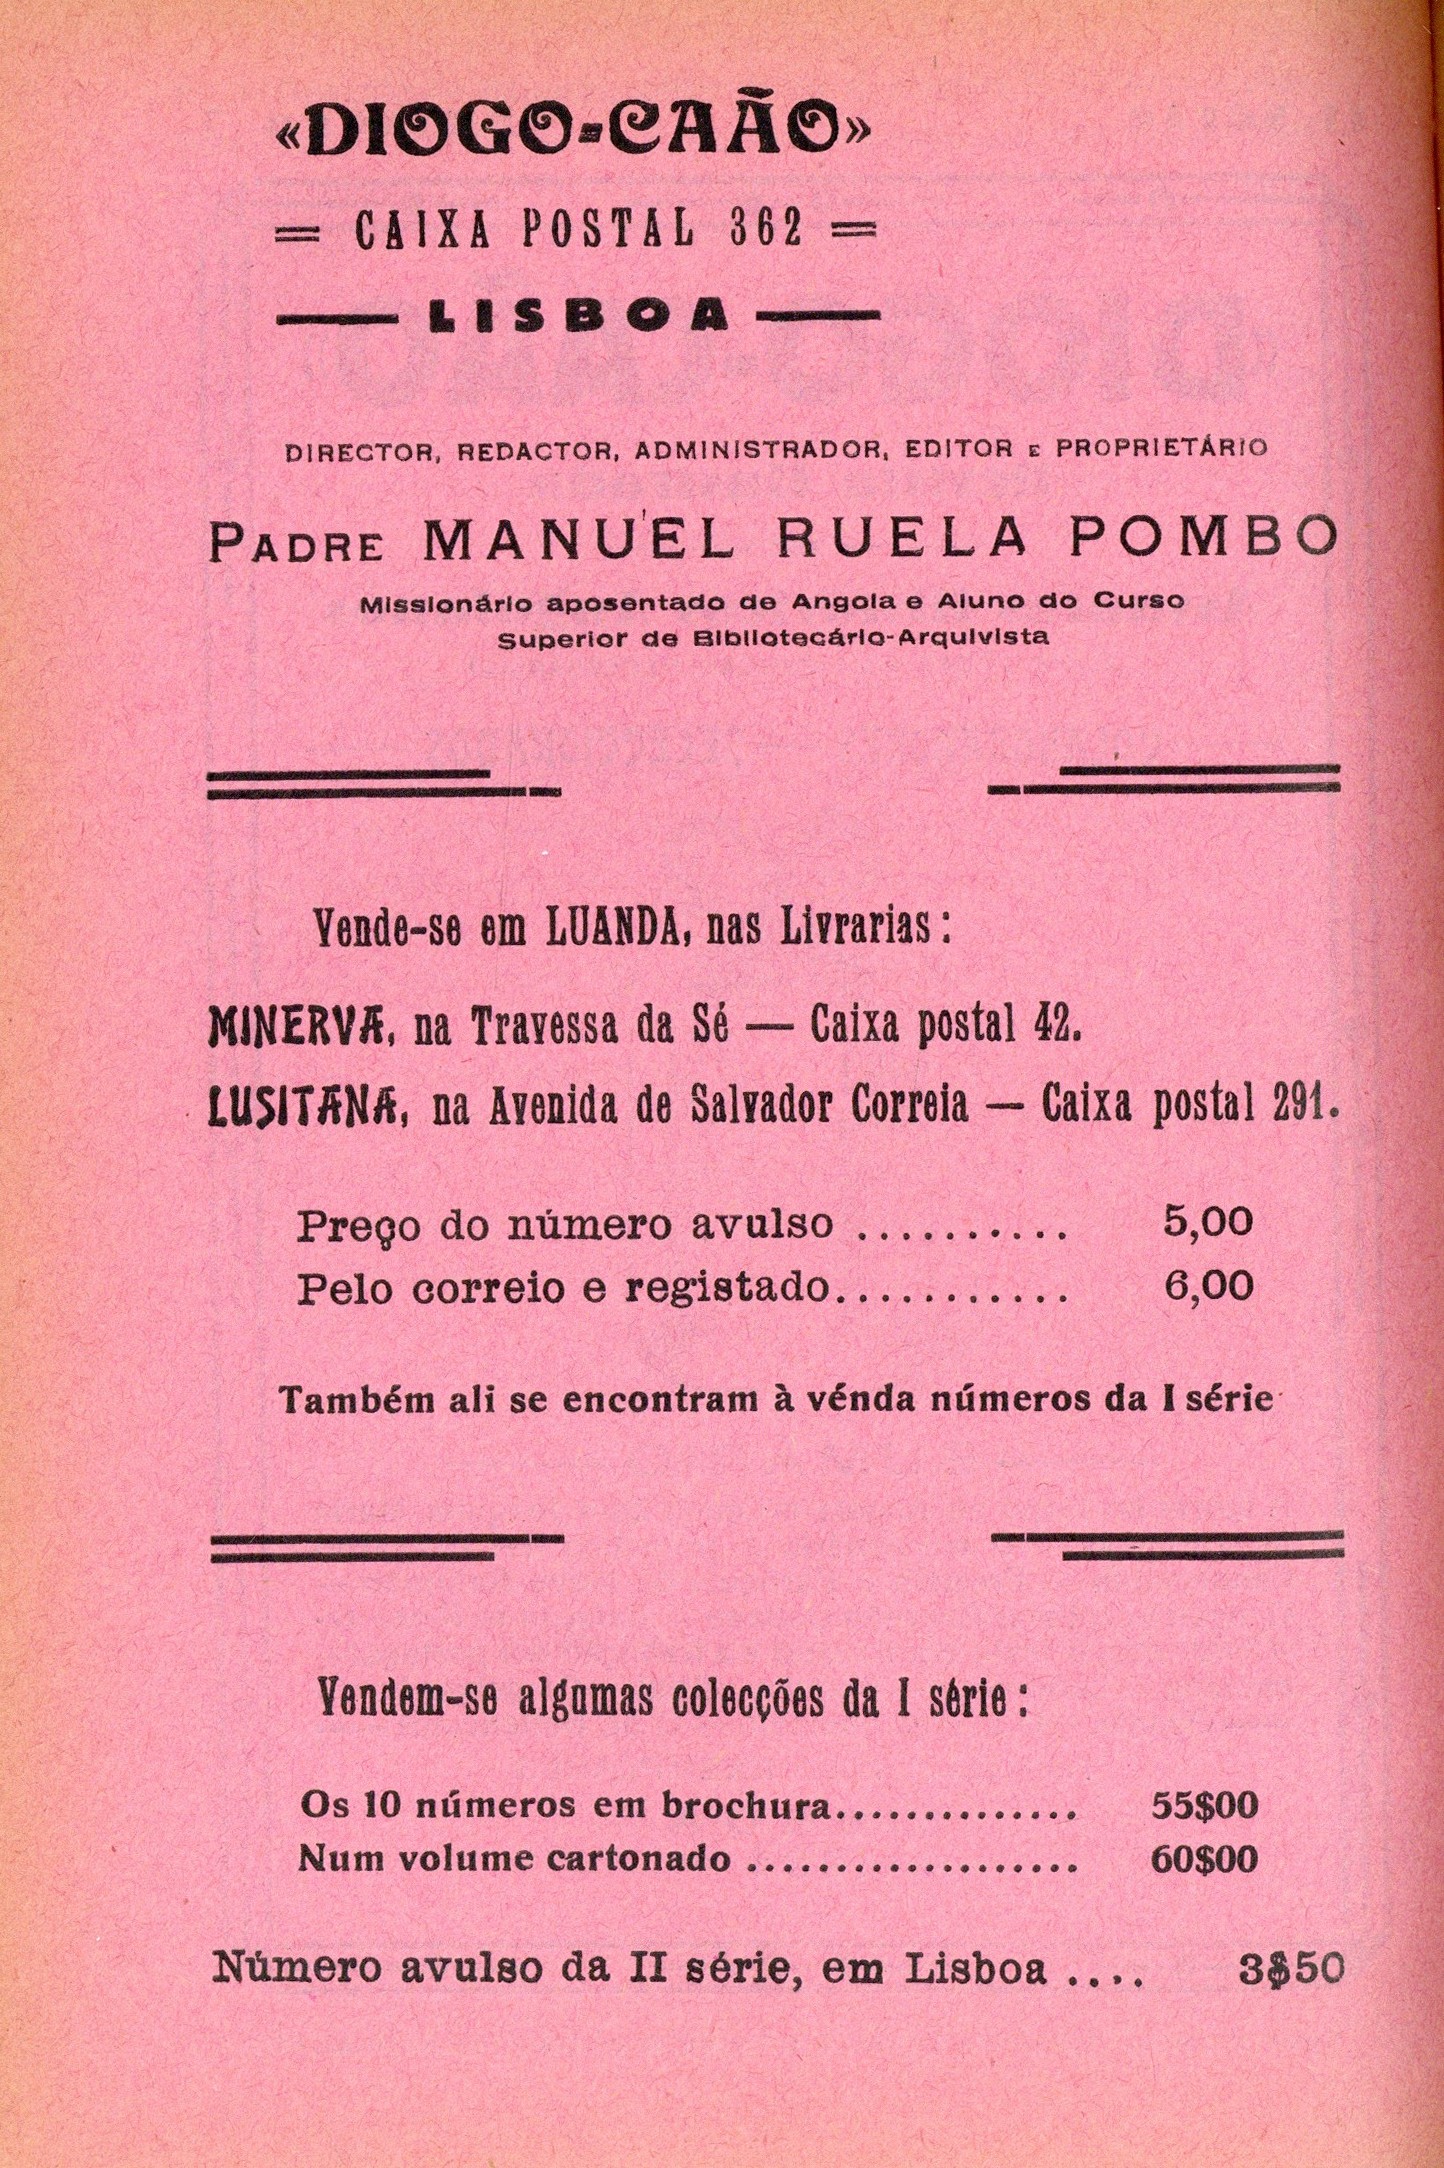 «DIOGO-CAÃO»
= CAIXA POSTAL 362 =
— LISBOA —
DIRECTOR, REDACTOR, ADMINISTRADOR, EDITOR E PROPRIETÁRIO
PADRE MANUEL RUELA POMBO
Missionário aposentado de Angola e Aluno do Curso
Superior de Bibliotecário-Arquivista
Vende-se em LUANDA, nas Livrarias:
MINERVA, na Travessa da Sé — Caixa postal 42.
LUSITANA, na Avenida de Salvador Correia — Caixa postal 291.
Preço do número avulso .......... 5,00
Pelo correio e registado........... 6,00
Também ali se encontram à vénda números da I série
Vendem-se algumas colecções da I série:
Os 10 números em brochura.............. 55$00
Num volume cartonado ................... 60$00
Número avulso da II série, em Lisboa .... 3$50